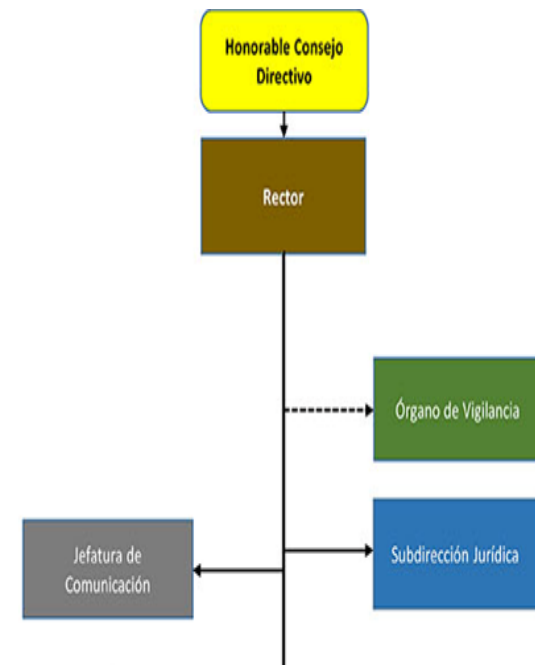 Honorable Consejo
Directivo
Rector
Órgano de Vigilancia
Subdirección Jurídica
Jefatura de
Comunicación